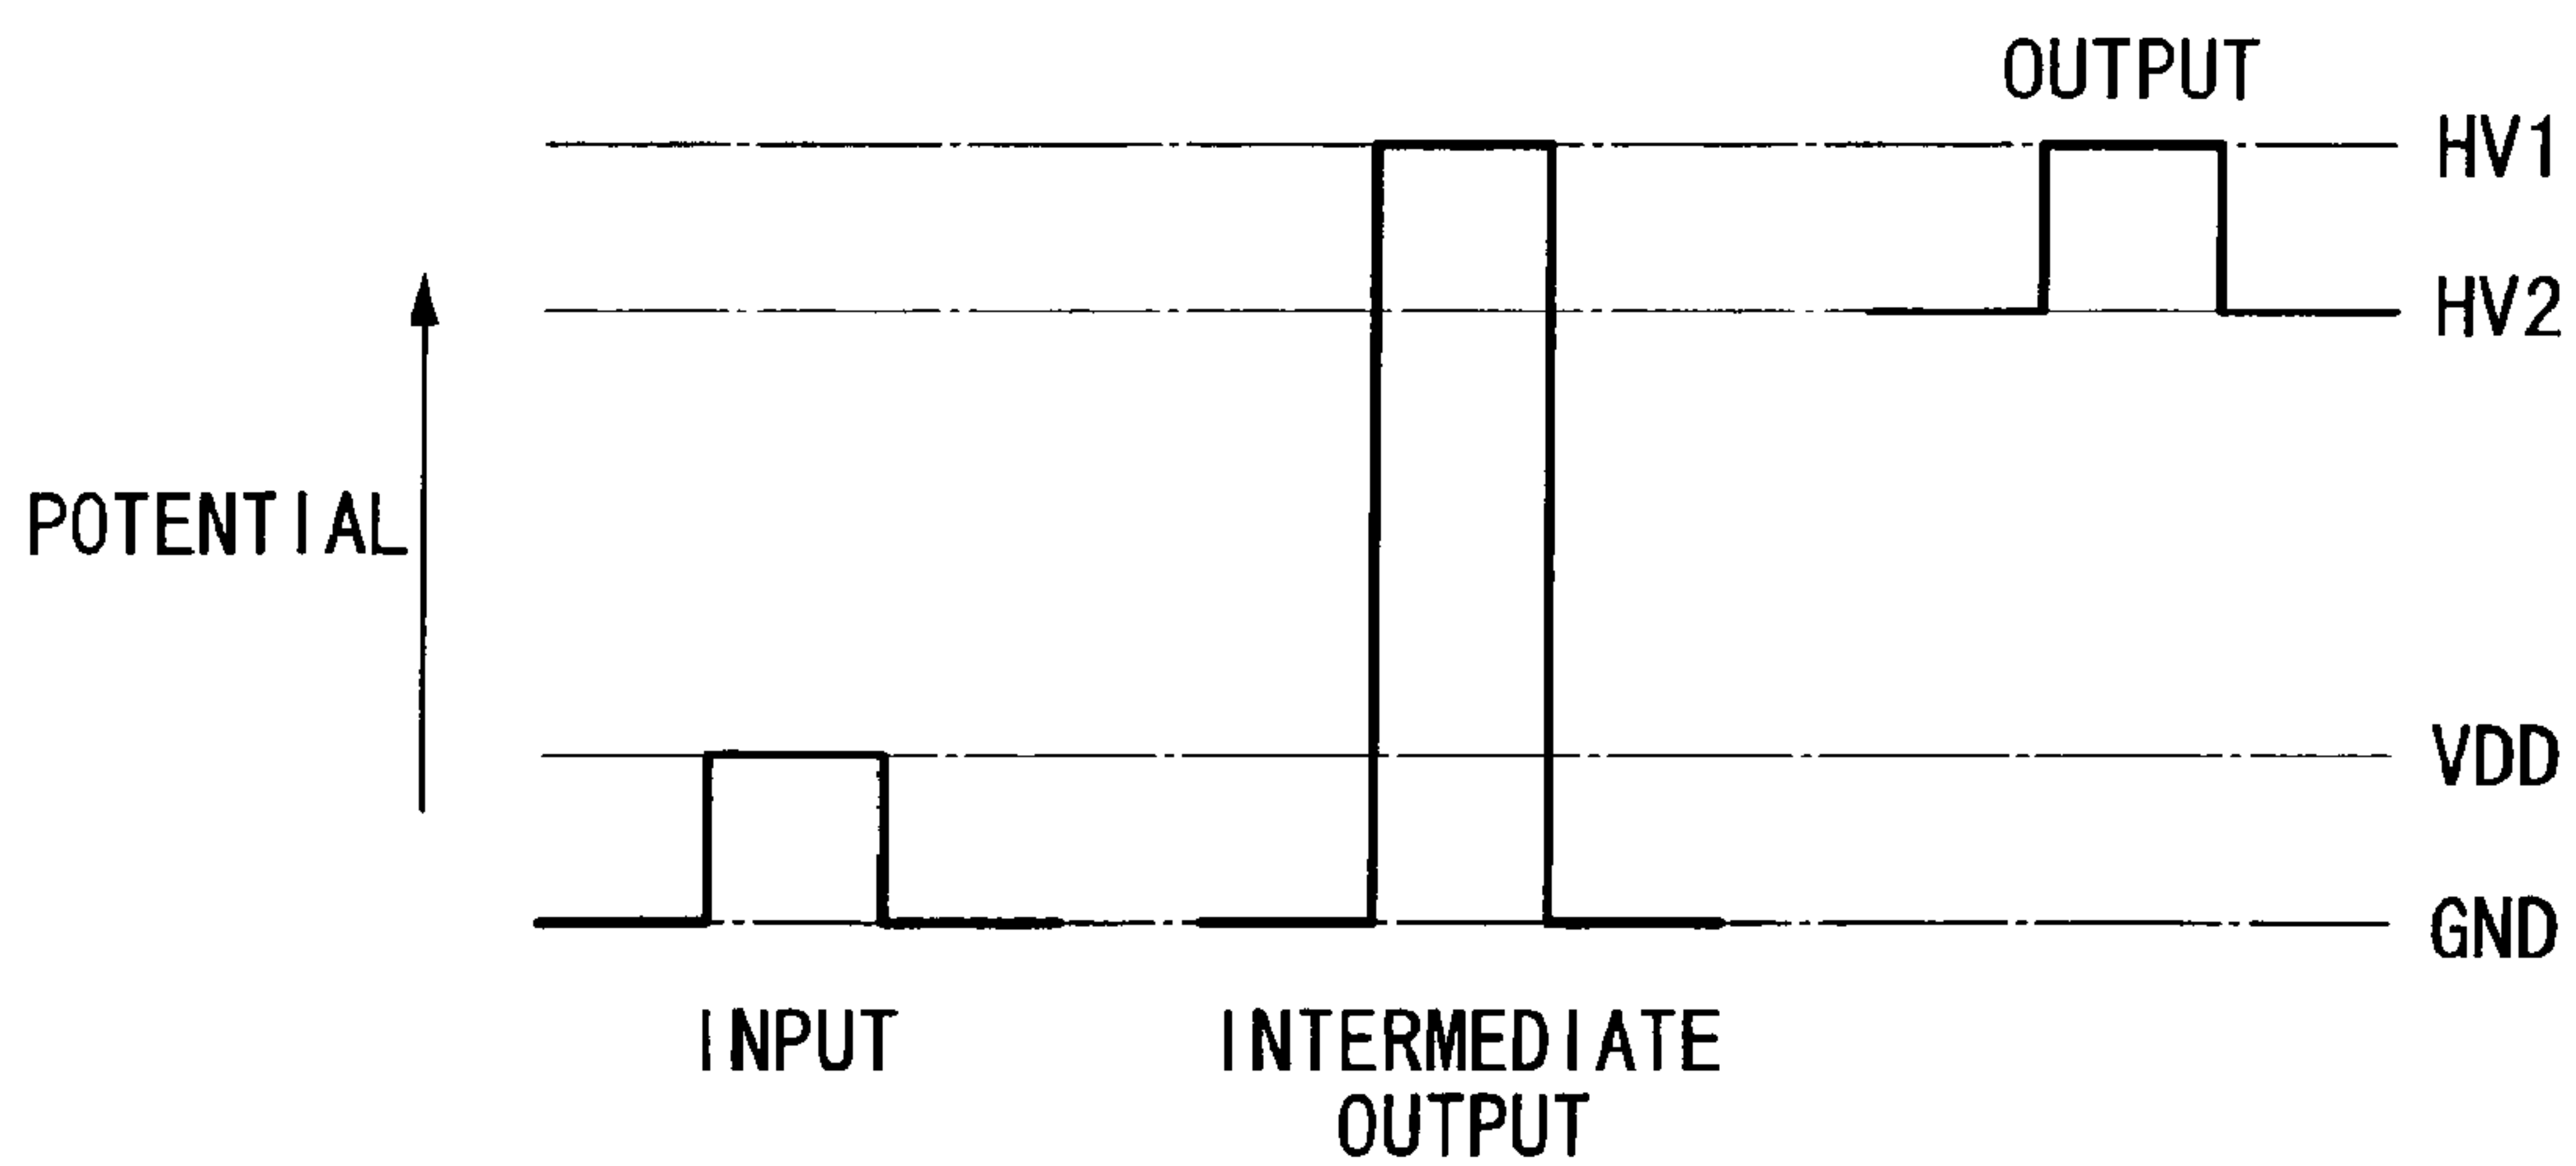 OUTPUT
HV1
HV2
POTENTIAL
VDD
GND
INPUT
INTERMEDIATE
OUTPUT